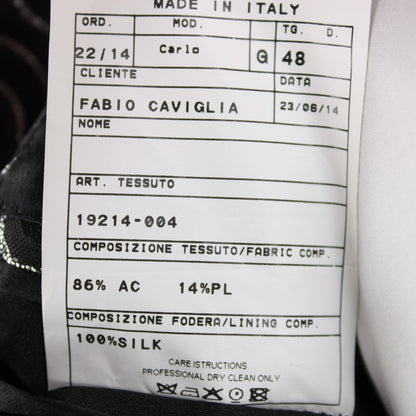 MADE IN ITALY
ORD. MOD. TG. D.
22/14 Carlo G 48
CLIENTE DATA
FABIO CAVIGLIA 23/06/14
NOME
ART. TESSUTO
19214-004
COMPOSIZIONE TESSUTO/FABRIC COMP.
86% AC 14%PL
COMPOSIZIONE FODERA/LINING COMP.
100%SILK
CARE ISTRUCTIONS
PROFESSIONAL DRY CLEAN ONLY